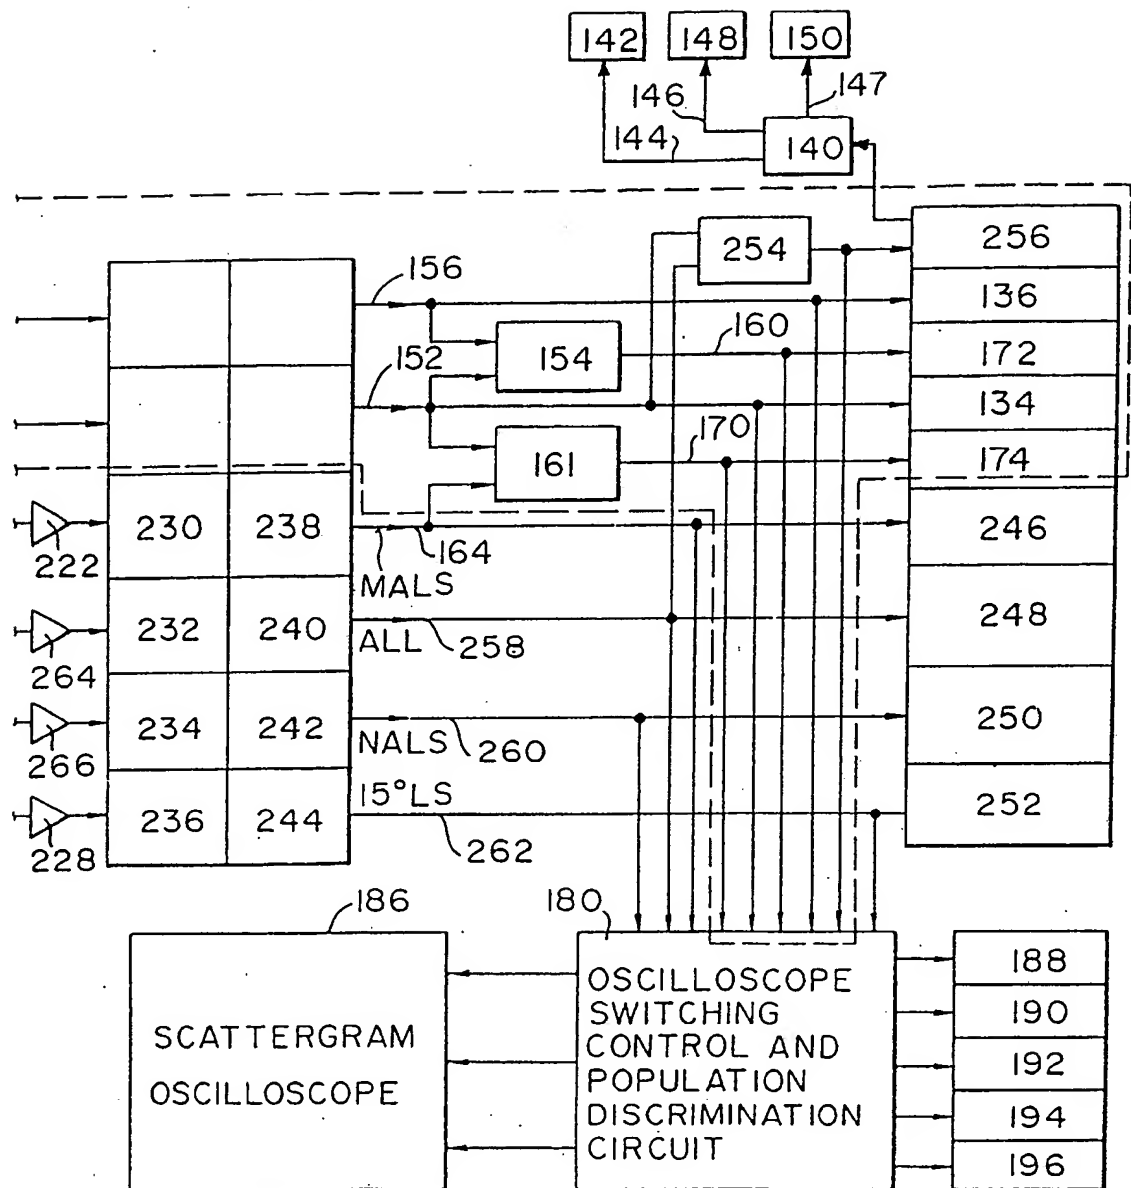 142 148 150
146 147
144 140
256
254
156 136
160
154 172
152
134
170
161 174
230 238 246
222 164
MALS
232 240 248
ALL 258
264
234 242 250
NALS 260
266
15°LS 252
236 244
228 262
186 180
188
OSCILLOSCOPE
SWITCHING 190
SCATTERGRAM CONTROL AND 192
OSCILLOSCOPE POPULATION
DISCRIMINATION 194
CIRCUIT 196